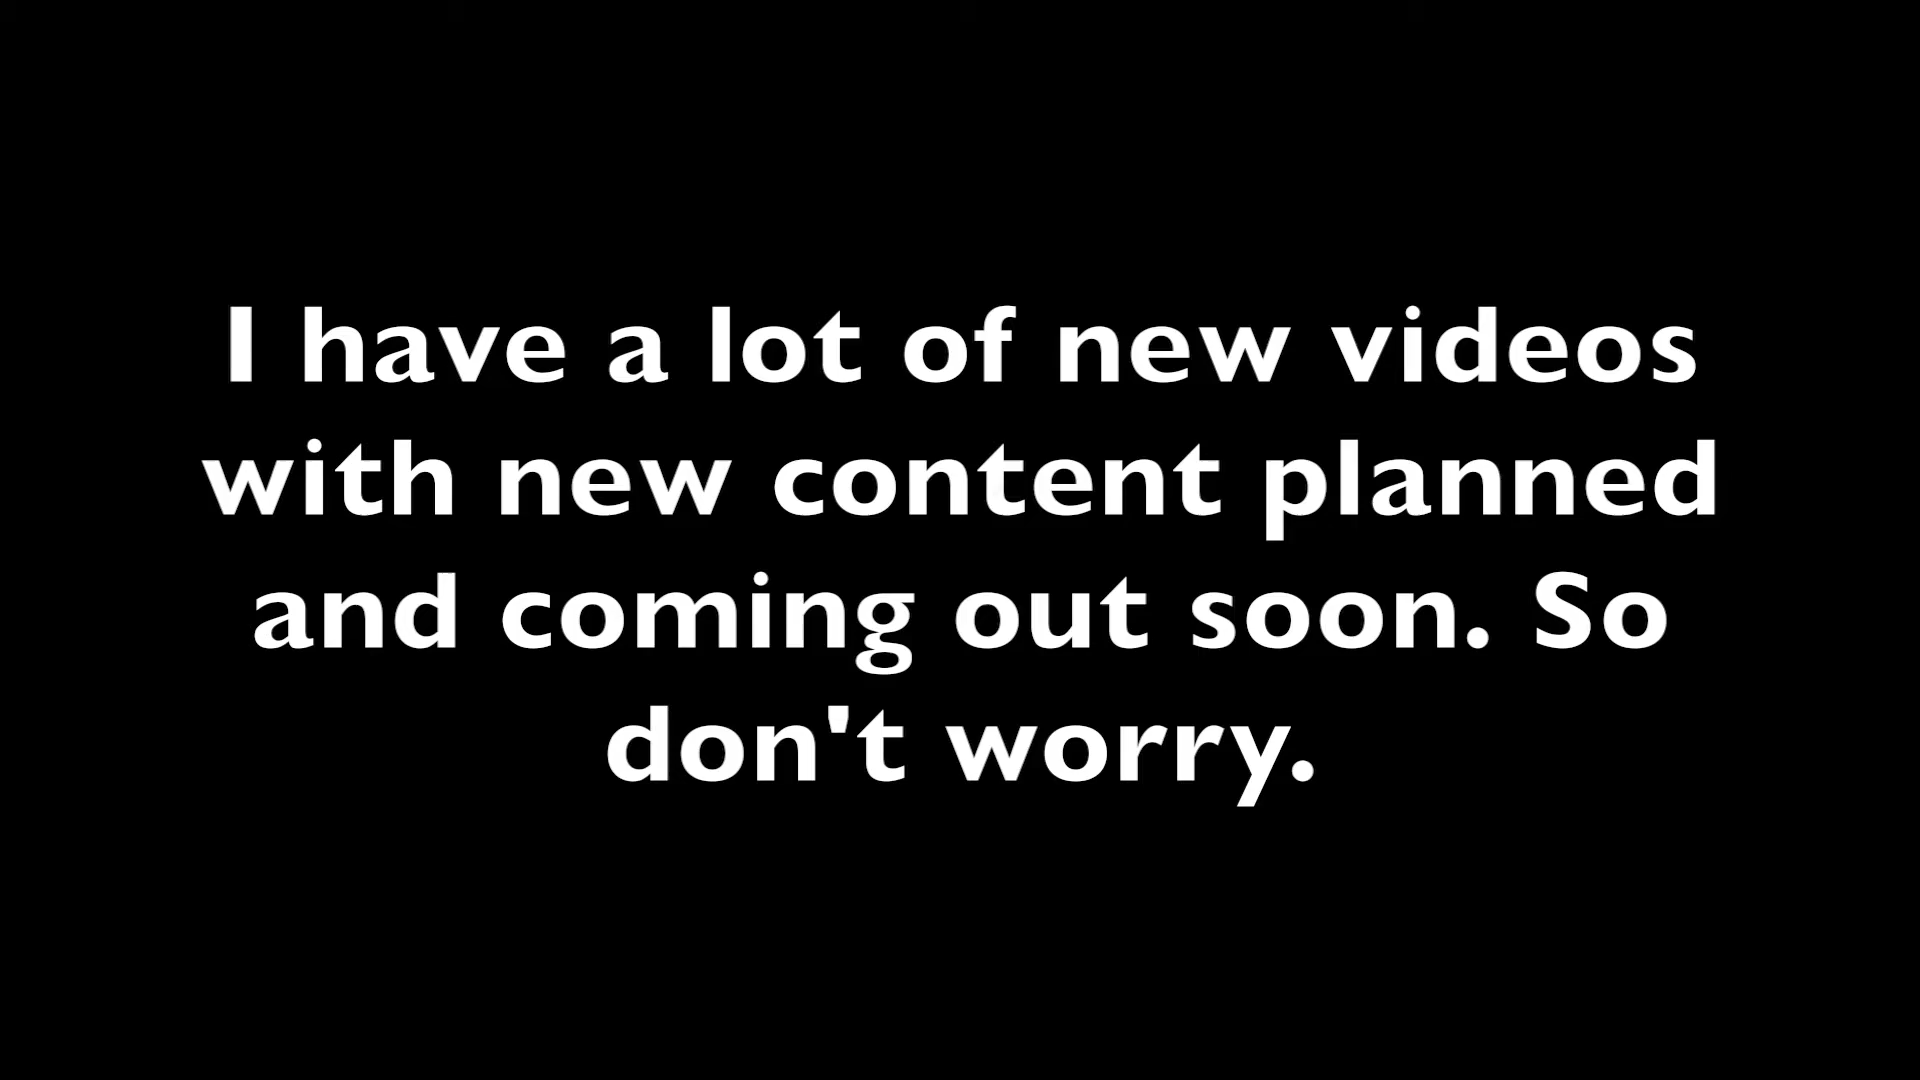 I have a lot of new videos
with new content planned
and coming out soon. So
don't worry.